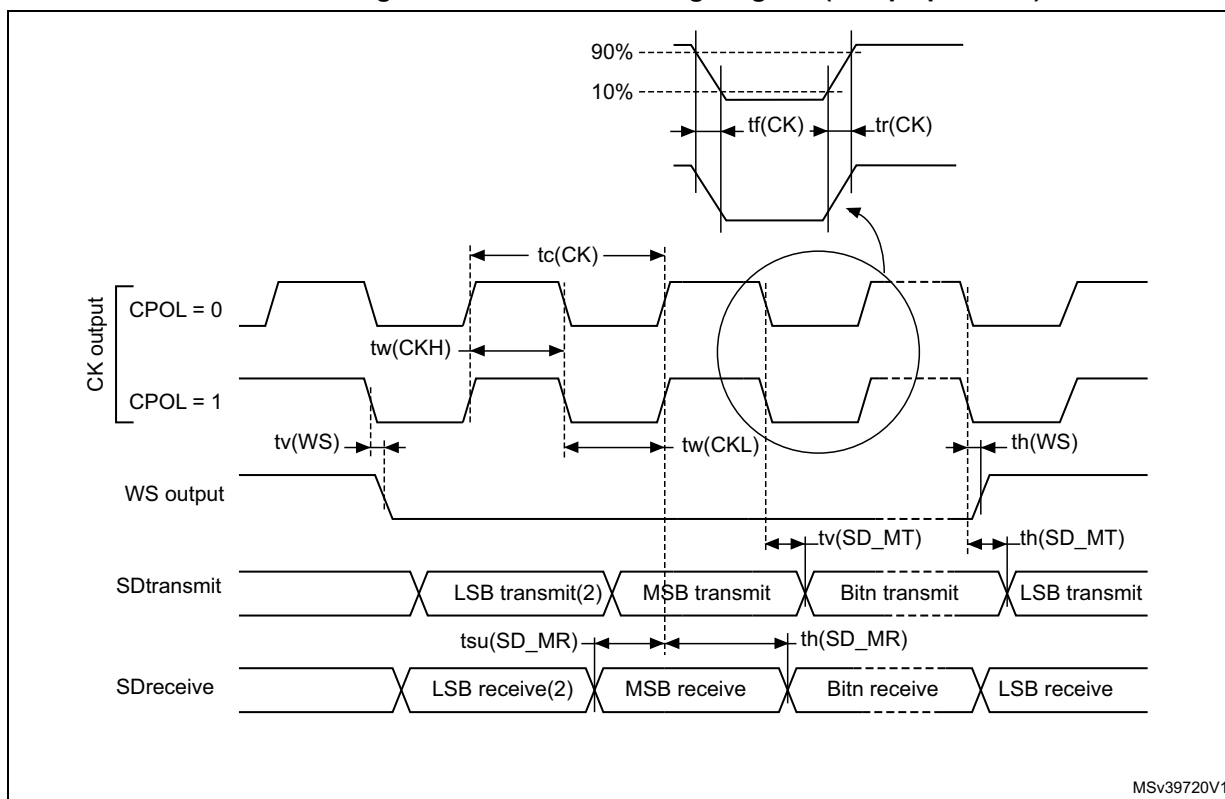 90%
10%
tf(CK)
tr(CK)
tc(CK)
CK output
CPOL = 0
tw(CKH)
CPOL = 1
tv(WS)
tw(CKL)
th(WS)
WS output
tv(SD_MT)
th(SD_MT)
SDtransmit
LSB transmit(2)
MSB transmit
Bitn transmit
LSB transmit
tsu(SD_MR)
th(SD_MR)
SDreceive
LSB receive(2)
MSB receive
Bitn receive
LSB receive
MSv39720V1